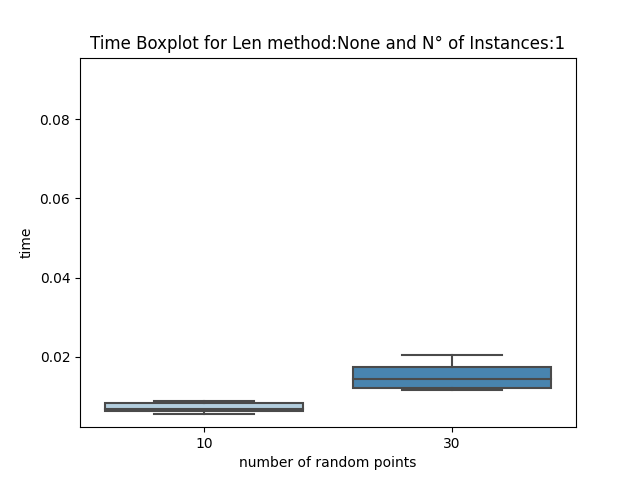 Time Boxplot for Len method:None and N° of Instances:1
0.08
0.06
0.04
0.02
time
10
30
number of random points